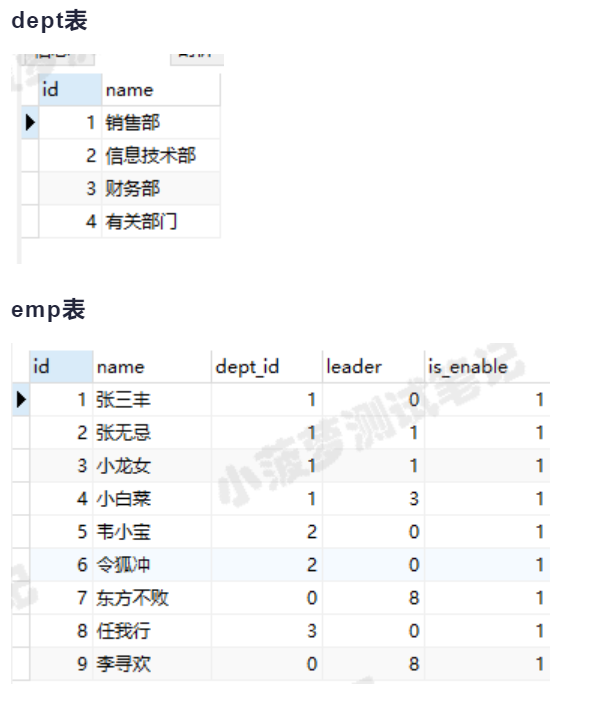 dept表
id name
1 销售部
2 信息技术部
3 财务部
4 有关部门
emp表
id name dept_id leader is_enable
1 张三丰 1 0 1
2 张无忌 1 1 1
3 小龙女 1 1 1
4 小白菜 1 3 1
5 韦小宝 2 0 1
6 令狐冲 2 0 1
7 东方不败 0 8 1
8 任我行 3 0 1
9 李寻欢 0 8 1
小菠萝测试笔记